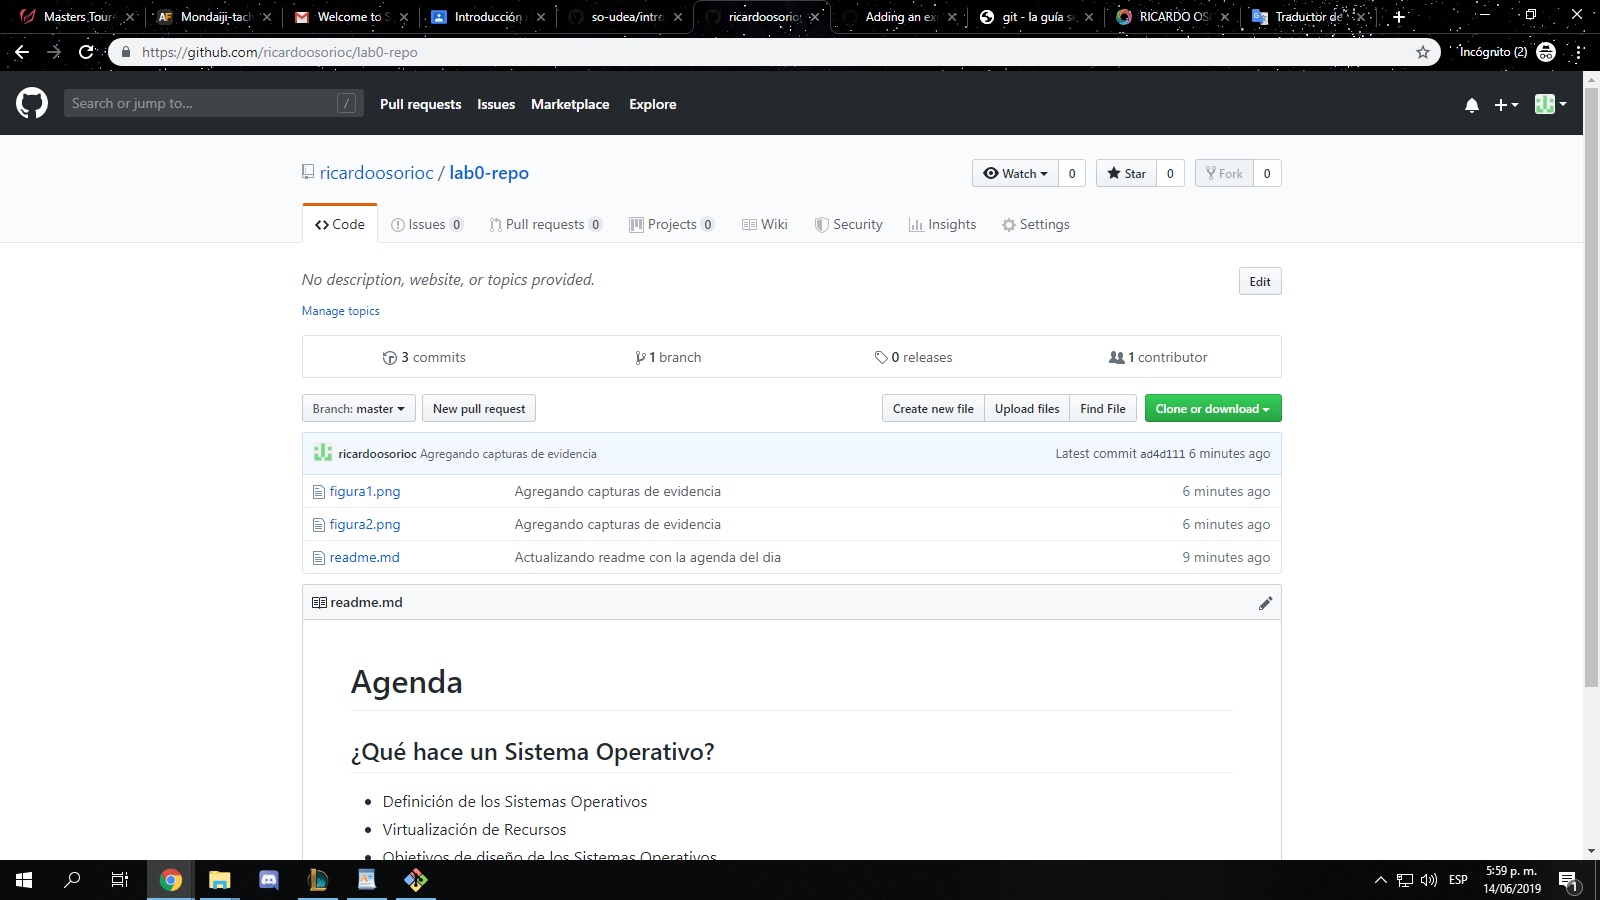 Masters Tour
Mondaiji-tach
Welcome to S
Introducción
so-udea/intro
ricardoosorio
Adding an exi
git - la guía se
RICARDO OS
Traductor de
https://github.com/ricardoosorioc/lab0-repo
Incógnito (2)
Search or jump to...
/
Pull requests
Issues
Marketplace
Explore
ricardoosorioc / lab0-repo
Watch 0
Star 0
Fork 0
Code
Issues 0
Pull requests 0
Projects 0
Wiki
Security
Insights
Settings
No description, website, or topics provided.
Edit
Manage topics
3 commits
1 branch
0 releases
1 contributor
Branch: master
New pull request
Create new file
Upload files
Find File
Clone or download
ricardoosorioc Agregando capturas de evidencia
Latest commit ad4d111 6 minutes ago
figura1.png Agregando capturas de evidencia 6 minutes ago
figura2.png Agregando capturas de evidencia 6 minutes ago
readme.md Actualizando readme con la agenda del dia 9 minutes ago
readme.md
Agenda
¿Qué hace un Sistema Operativo?
Definición de los Sistemas Operativos
Virtualización de Recursos
Objetivos de diseño de los Sistemas Operativos
ESP
5:59 p. m.
14/06/2019
1